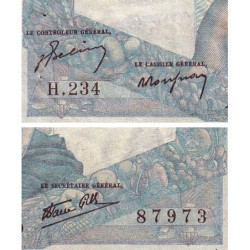 LE CONTROLEUR GÉNÉRAL,
LE CAISSIER GÉNÉRAL,
H.234
LE SECRÉTAIRE GÉNÉRAL,
87973